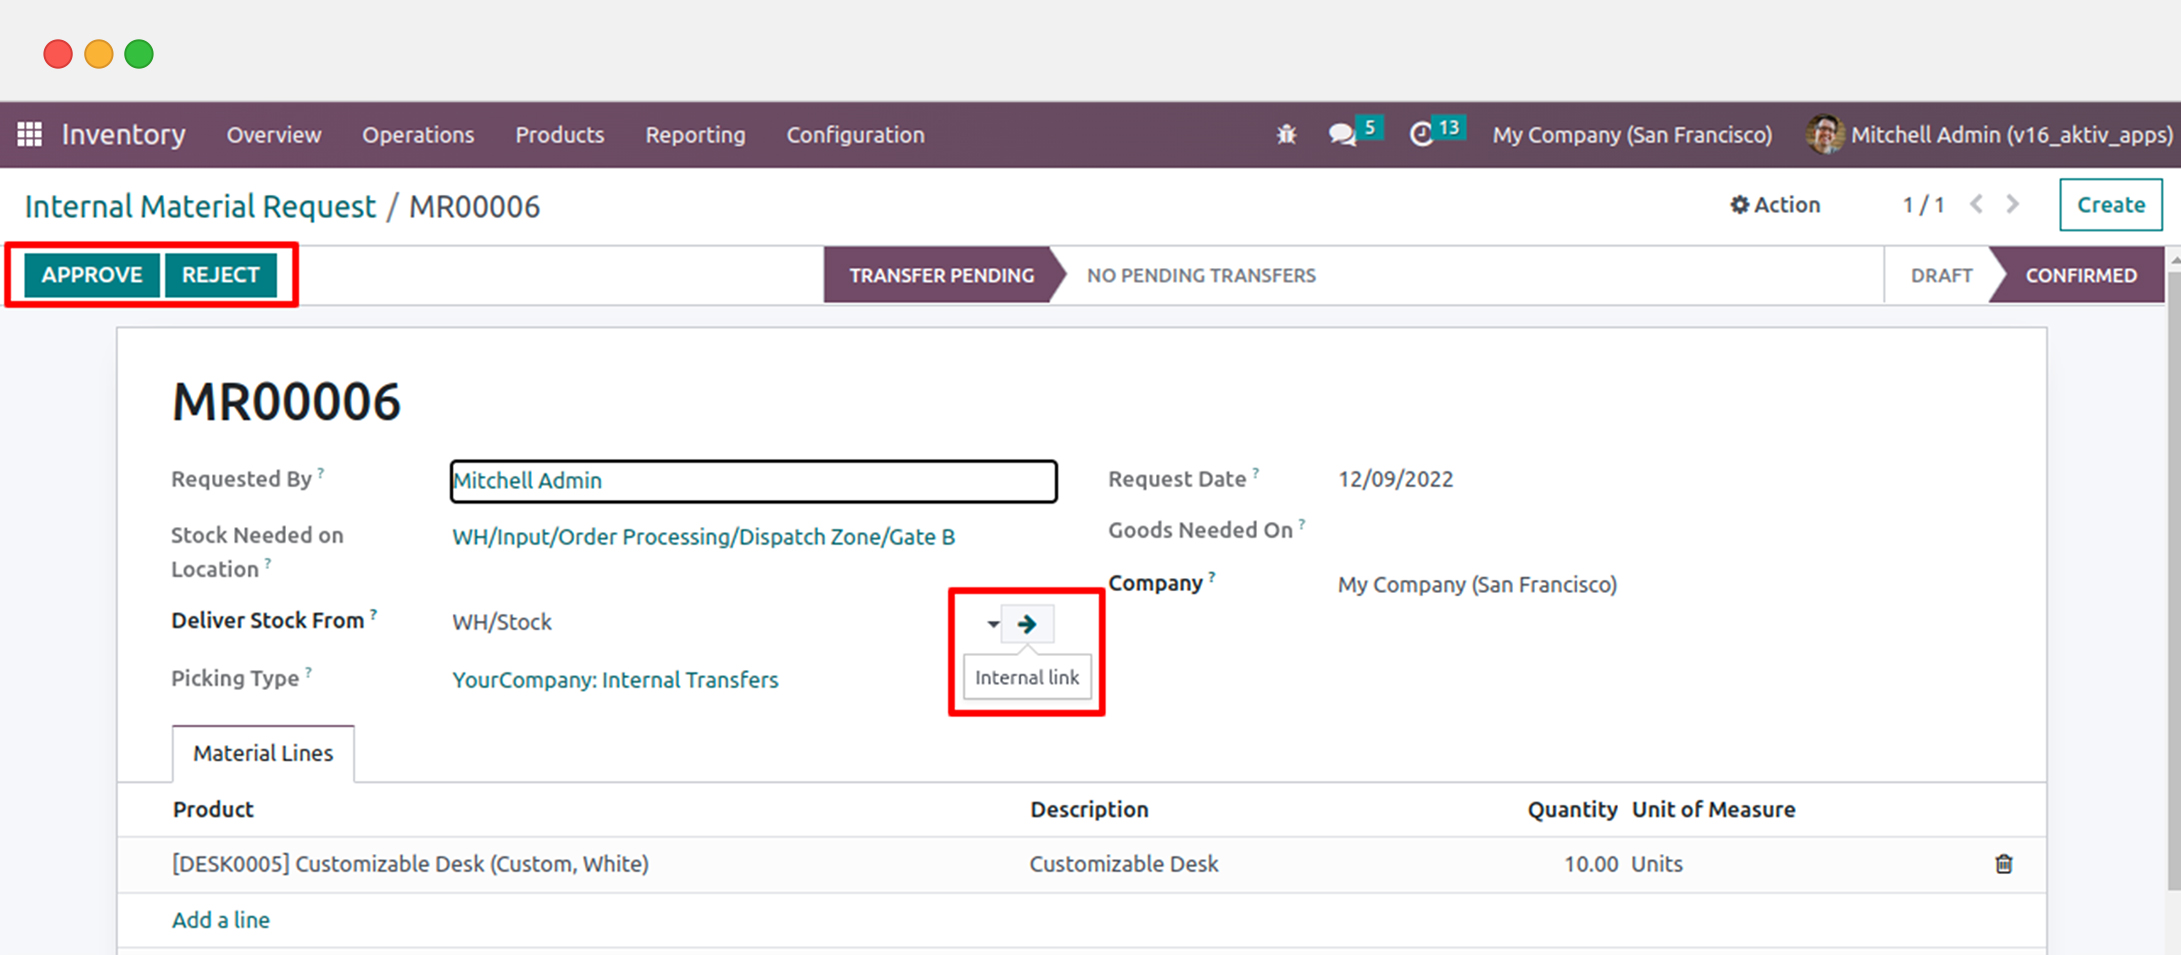 Inventory Overview Operations Products Reporting Configuration 5 13 My Company (San Francisco) Mitchell Admin (v16_aktiv_apps)
Internal Material Request / MR00006 Action 1 / 1 Create
APPROVE REJECT TRANSFER PENDING NO PENDING TRANSFERS DRAFT CONFIRMED
MR00006
Requested By ? Mitchell Admin Request Date ? 12/09/2022
Stock Needed on Location ? WH/Input/Order Processing/Dispatch Zone/Gate B Goods Needed On ?
Company ? My Company (San Francisco)
Deliver Stock From ? WH/Stock
Internal link
Picking Type ? YourCompany: Internal Transfers
Material Lines
Product Description Quantity Unit of Measure
[DESK0005] Customizable Desk (Custom, White) Customizable Desk 10.00 Units
Add a line